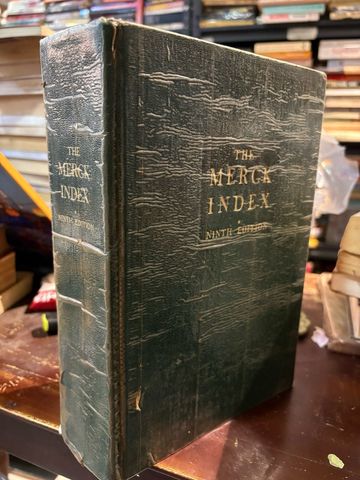 THE
MERCK
INDEX
NINTH EDITION
THE
MERCK
INDEX
NINTH EDITION